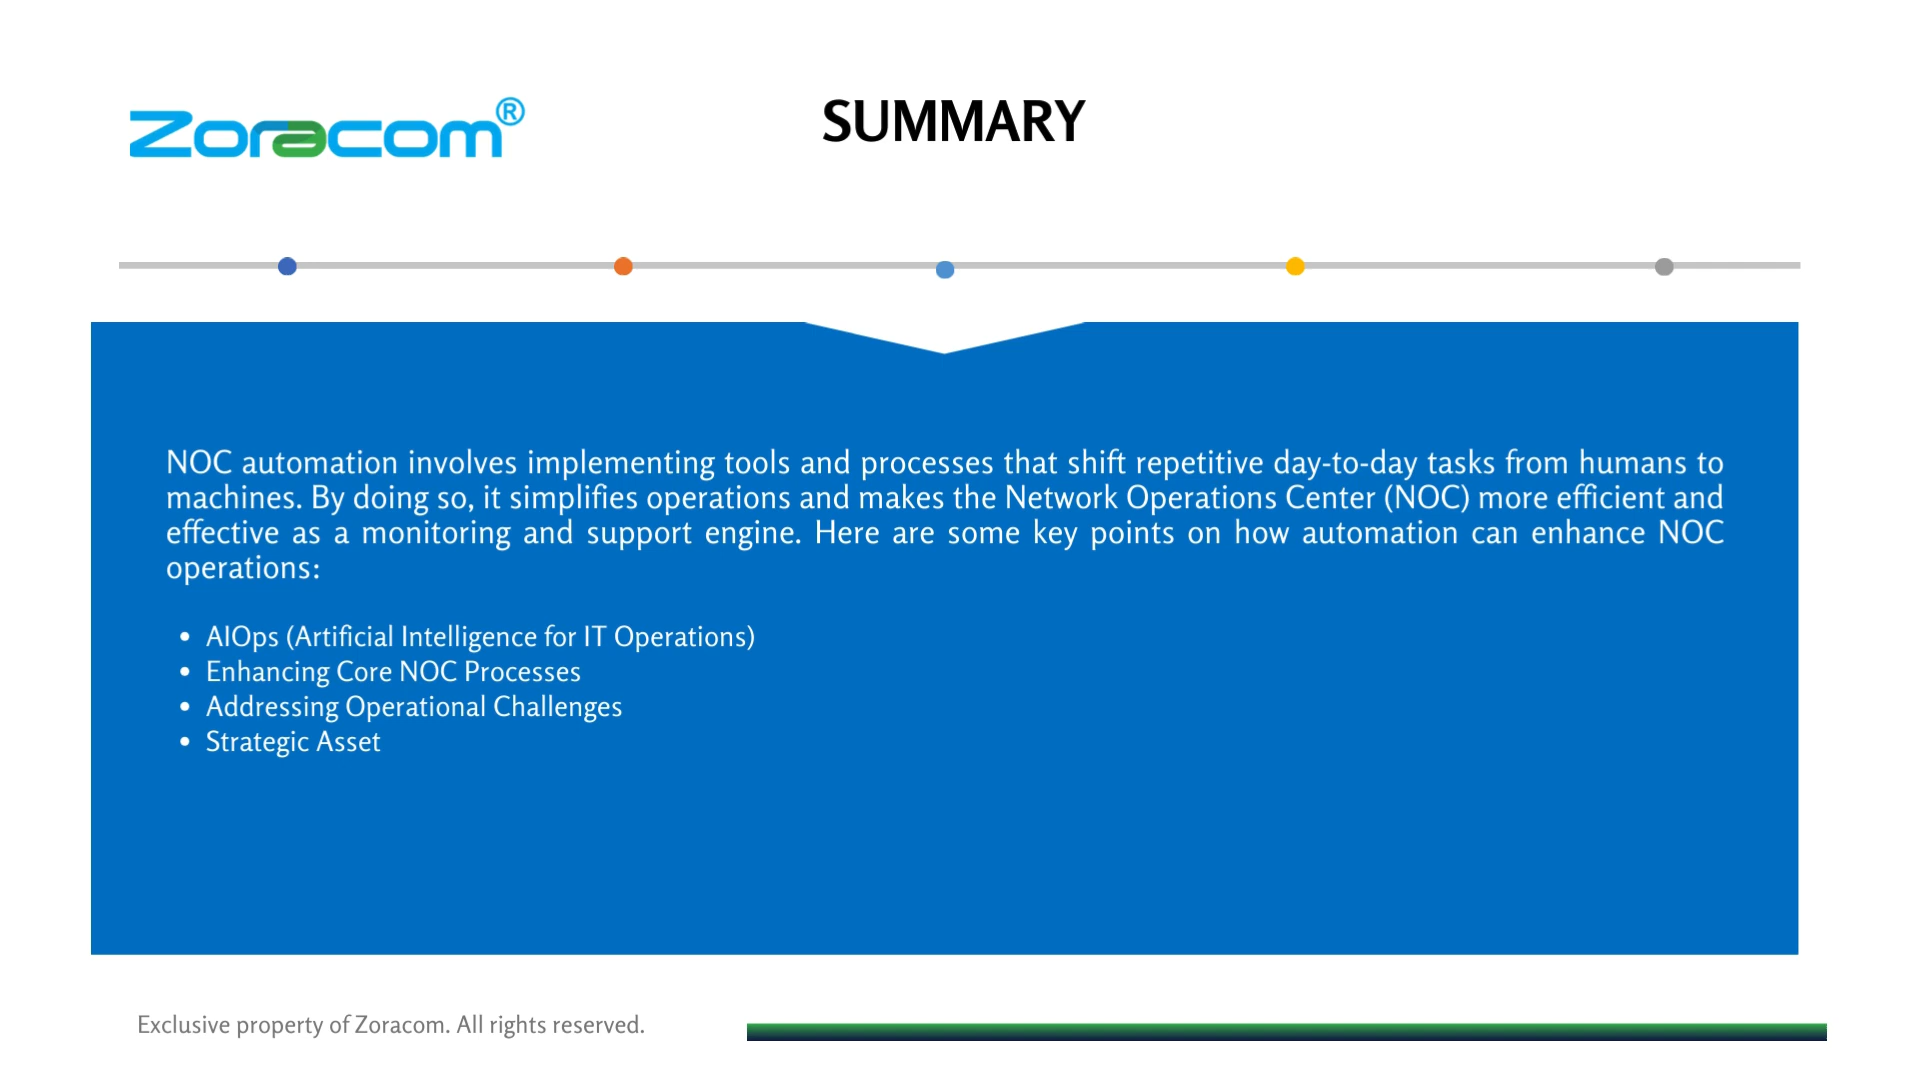 Zoracom®
SUMMARY
NOC automation involves implementing tools and processes that shift repetitive day-to-day tasks from humans to
machines. By doing so, it simplifies operations and makes the Network Operations Center (NOC) more efficient and
effective as a monitoring and support engine. Here are some key points on how automation can enhance NOC
operations:
• AIOps (Artificial Intelligence for IT Operations)
• Enhancing Core NOC Processes
• Addressing Operational Challenges
• Strategic Asset
Exclusive property of Zoracom. All rights reserved.